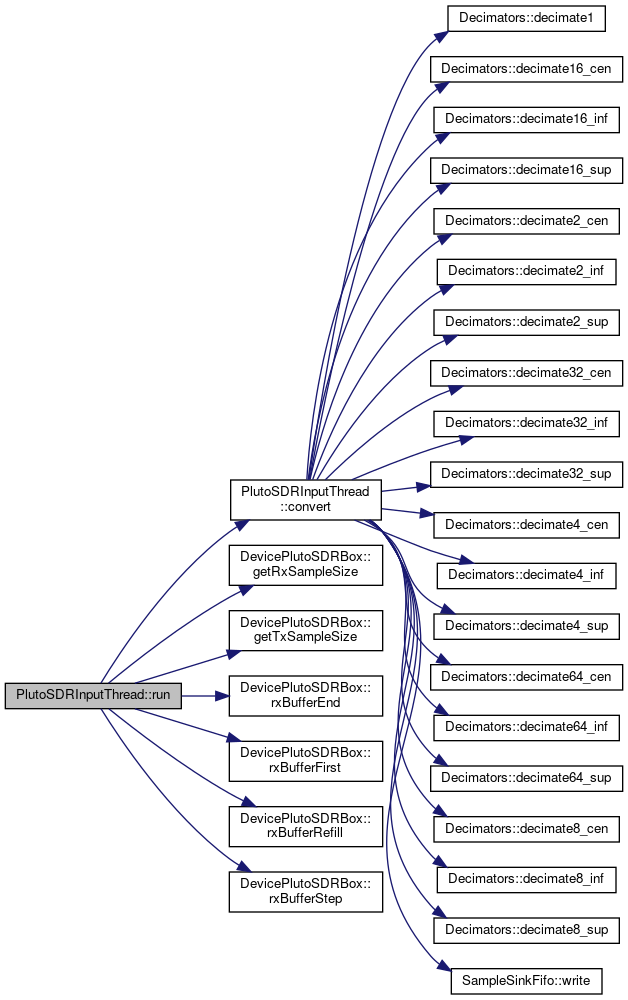 PlutoSDRInputThread::run
PlutoSDRInputThread
::convert
DevicePlutoSDRBox::
getRxSampleSize
DevicePlutoSDRBox::
getTxSampleSize
DevicePlutoSDRBox::
rxBufferEnd
DevicePlutoSDRBox::
rxBufferFirst
DevicePlutoSDRBox::
rxBufferRefill
DevicePlutoSDRBox::
rxBufferStep
Decimators::decimate1
Decimators::decimate16_cen
Decimators::decimate16_inf
Decimators::decimate16_sup
Decimators::decimate2_cen
Decimators::decimate2_inf
Decimators::decimate2_sup
Decimators::decimate32_cen
Decimators::decimate32_inf
Decimators::decimate32_sup
Decimators::decimate4_cen
Decimators::decimate4_inf
Decimators::decimate4_sup
Decimators::decimate64_cen
Decimators::decimate64_inf
Decimators::decimate64_sup
Decimators::decimate8_cen
Decimators::decimate8_inf
Decimators::decimate8_sup
SampleSinkFifo::write